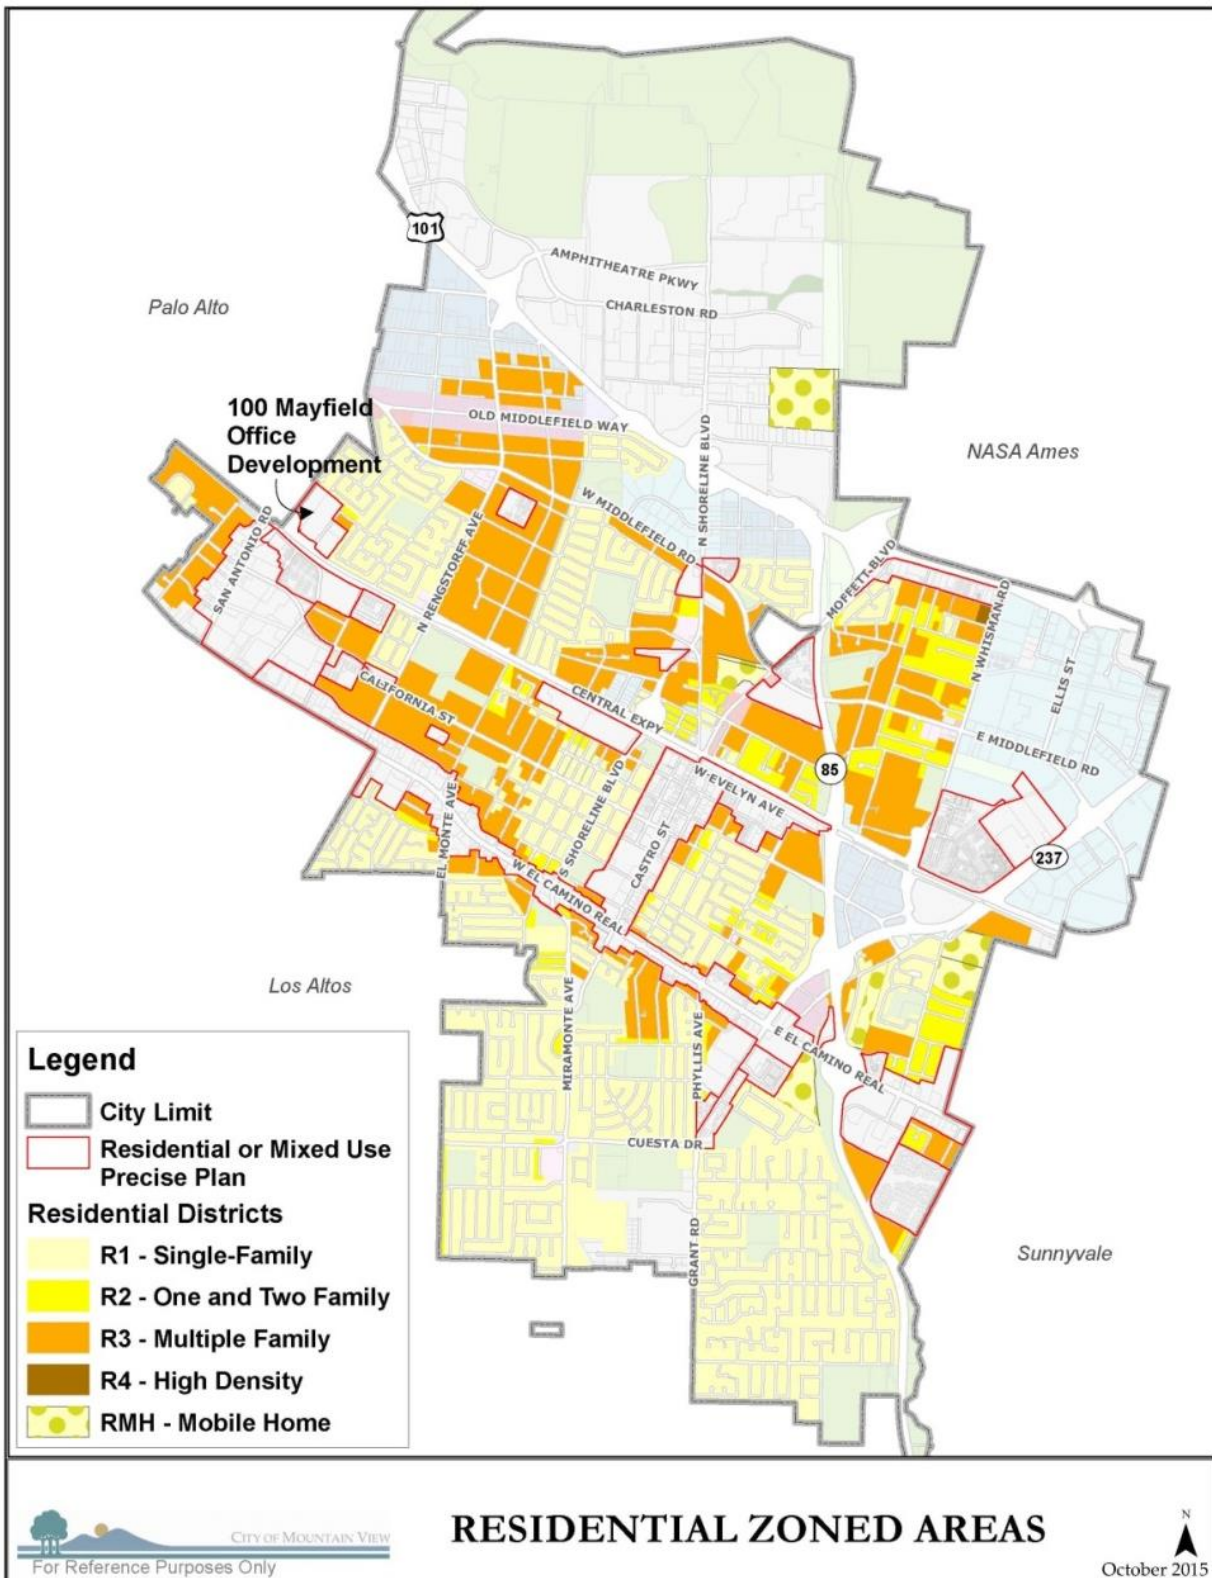 101
AMPHITHEATRE PKWY
CHARLESTON RD
Palo Alto
100 Mayfield
Office
Development
OLD MIDDLEFIELD WAY
N SHORELINE BLVD
NASA Ames
W MIDDLEFIELD RD
SAN ANTONIO RD
N RENGSTORFF AVE
MOFFETT BLVD
N WHISMAN RD
ELLIS ST
CALIFORNIA ST
CENTRAL EXPY
E MIDDLEFIELD RD
85
W EVELYN AVE
EL MONTE AVE
S SHORELINE BLVD
CASTRO ST
237
W EL CAMINO REAL
Los Altos
MIRAMONTE AVE
PHYLLIS AVE
E EL CAMINO REAL
CUESTA DR
GRANT RD
Sunnyvale
Legend
City Limit
Residential or Mixed Use
Precise Plan
Residential Districts
R1 - Single-Family
R2 - One and Two Family
R3 - Multiple Family
R4 - High Density
RMH - Mobile Home
CITY OF MOUNTAIN VIEW
For Reference Purposes Only
RESIDENTIAL ZONED AREAS
N
October 2015